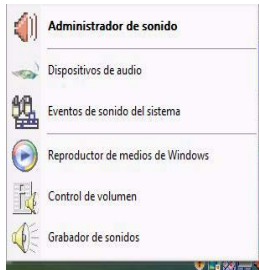 Administrador de sonido
Dispositivos de audio
Eventos de sonido del sistema
Reproductor de medios de Windows
Control de volumen
Grabador de sonidos